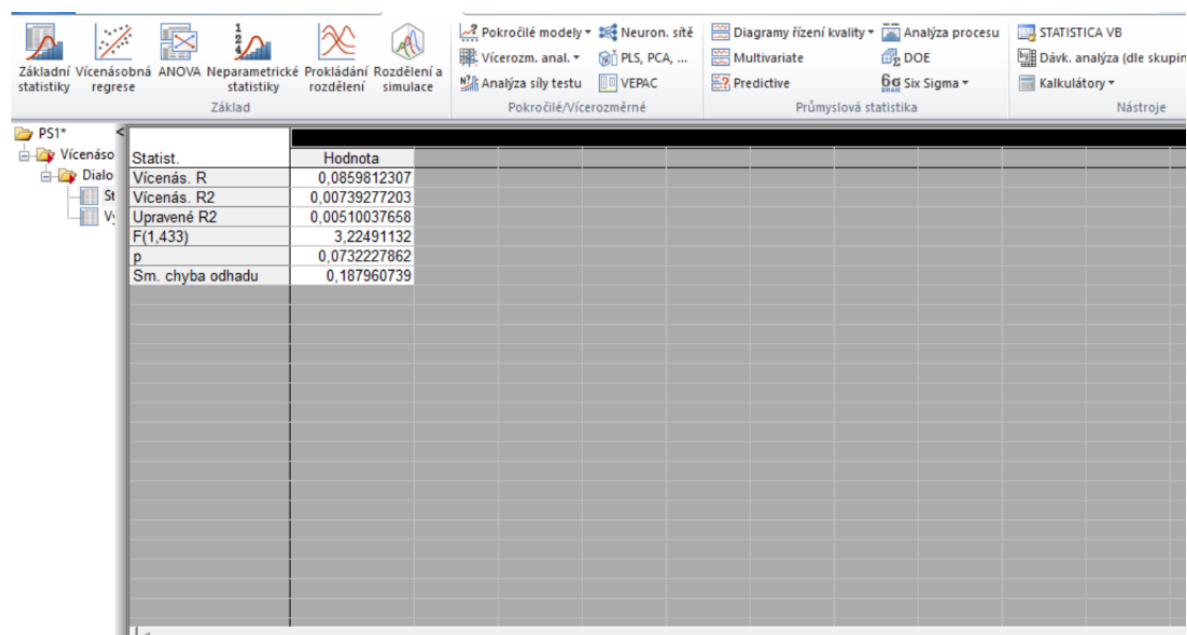 Pokročilé modely Neuron. sítě Diagramy řízení kvality Analýza procesu STATISTICA VB
Vícerozm. anal. PLS, PCA, ... Multivariate DOE Dávk. analýza (dle skupin
Základní Vícenásobná ANOVA Neparametrické Prokládání Rozdělení a
statistiky regrese statistiky rozdělení simulace
Analýza síly testu VEPAC Predictive Six Sigma Kalkulátory
Základ Pokročilé/Vícerozměrné Průmyslová statistika Nástroje
PS1*
Vícenáso
Dialo
St
Vy
Statist. Hodnota
Vícenás. R 0,0859812307
Vícenás. R2 0,00739277203
Upravené R2 0,00510037658
F(1,433) 3,22491132
p 0,0732227862
Sm. chyba odhadu 0,187960739